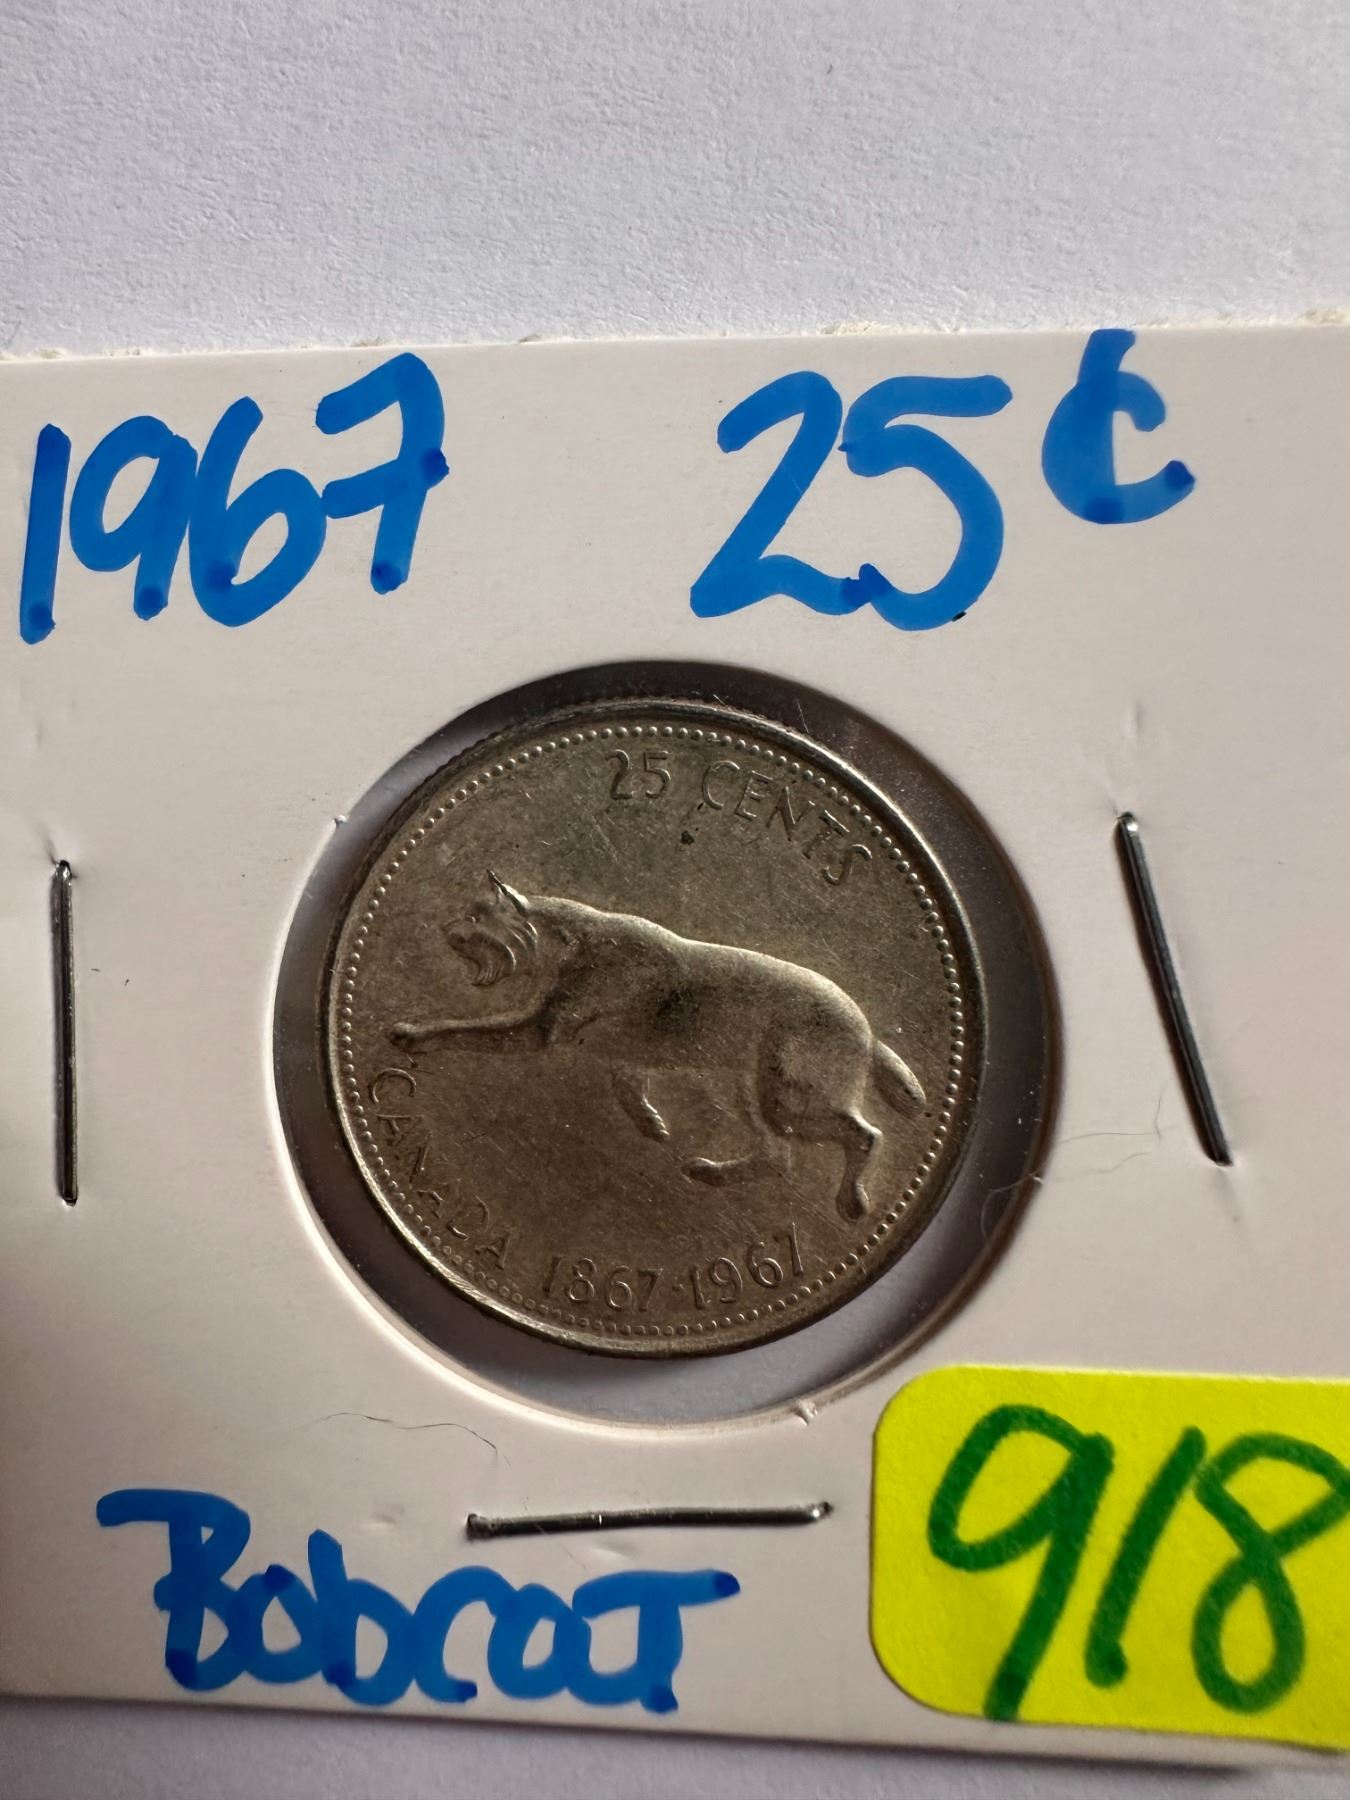 1967 25¢
25 CENTS
CANADA 1867·1967
Bobcat
918